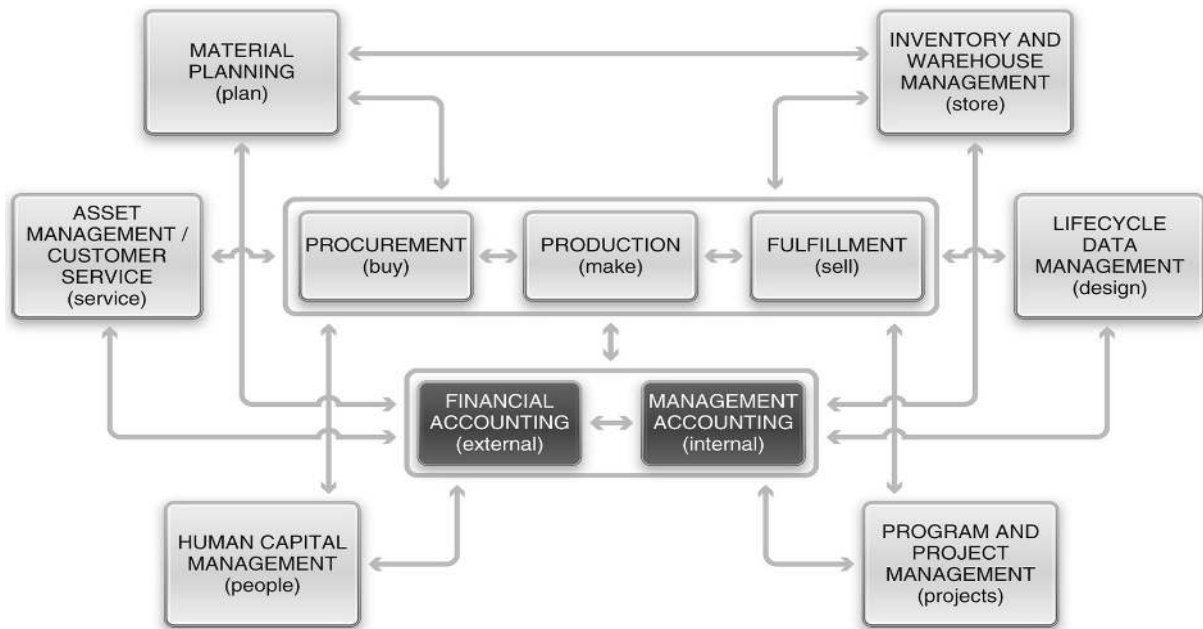 MATERIAL
PLANNING
(plan)
INVENTORY AND
WAREHOUSE
MANAGEMENT
(store)
ASSET
MANAGEMENT /
CUSTOMER
SERVICE
(service)
PROCUREMENT
(buy)
PRODUCTION
(make)
FULFILLMENT
(sell)
LIFECYCLE
DATA
MANAGEMENT
(design)
FINANCIAL
ACCOUNTING
(external)
MANAGEMENT
ACCOUNTING
(internal)
HUMAN CAPITAL
MANAGEMENT
(people)
PROGRAM AND
PROJECT
MANAGEMENT
(projects)